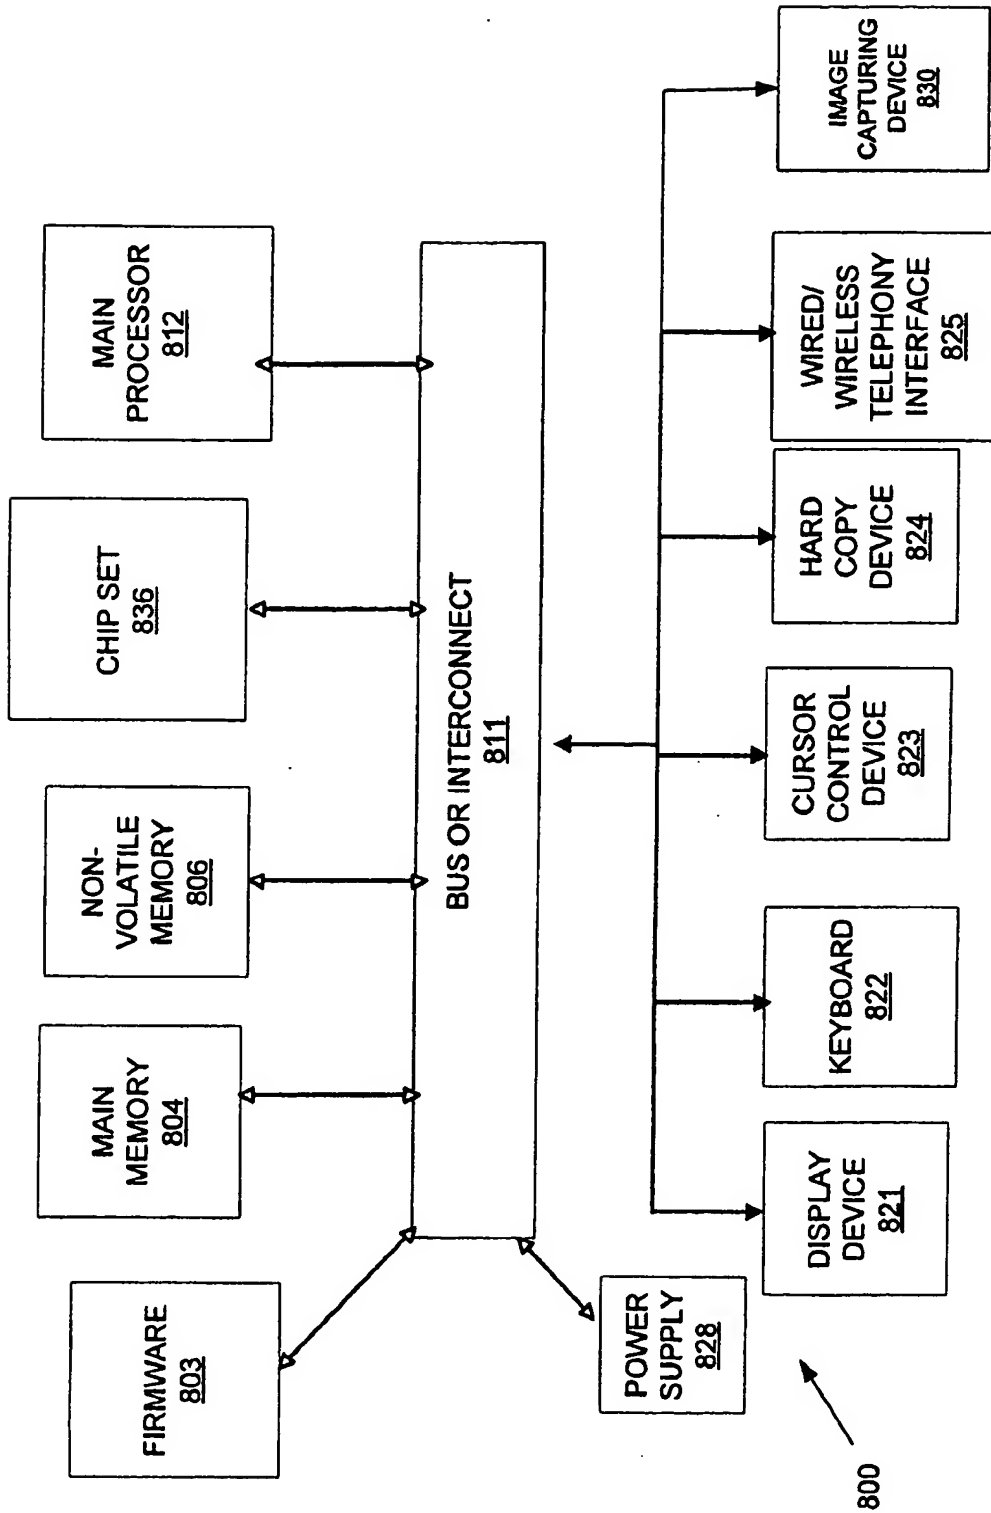 FIRMWARE
803
MAIN
MEMORY
804
NON-
VOLATILE
MEMORY
806
CHIP SET
836
MAIN
PROCESSOR
812
BUS OR INTERCONNECT
811
POWER
SUPPLY
828
DISPLAY
DEVICE
821
KEYBOARD
822
CURSOR
CONTROL
DEVICE
823
HARD
COPY
DEVICE
824
WIRED/
WIRELESS
TELEPHONY
INTERFACE
825
IMAGE
CAPTURING
DEVICE
830
800